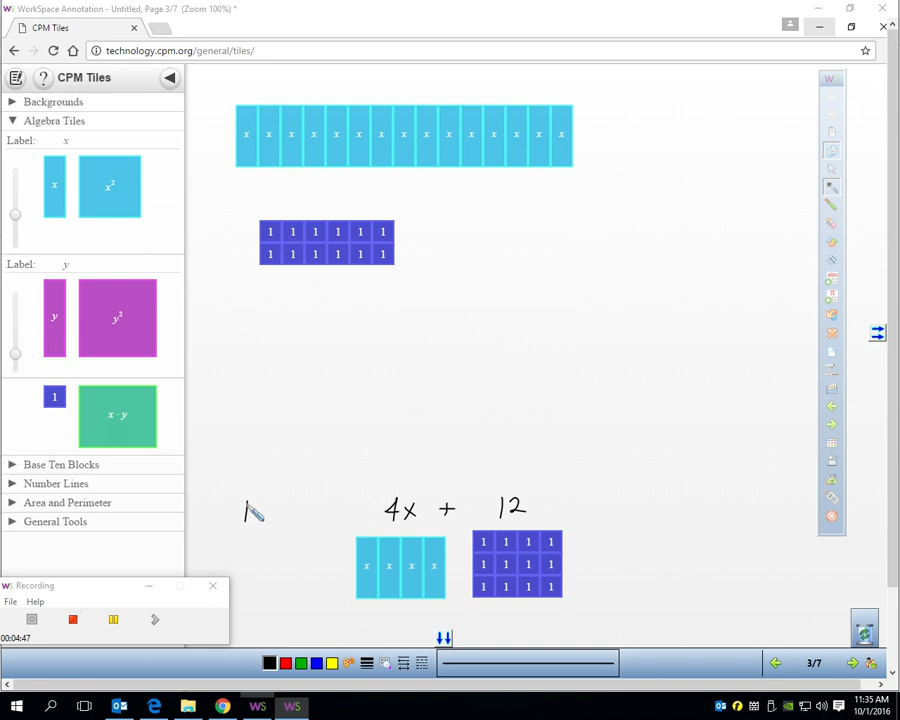 WorkSpace Annotation - Untitled, Page 3/7 (Zoom 100%) *
CPM Tiles
technology.cpm.org/general/tiles/
CPM Tiles
Backgrounds
Algebra Tiles
Label: x
x x²
Label: y
y y²
1 x · y
Base Ten Blocks
Number Lines
Area and Perimeter
General Tools
x x x x x x x x x x x x x x x
1 1 1 1 1 1
1 1 1 1 1 1
4x + 12
x x x x
1 1 1 1
1 1 1 1
1 1 1 1
Recording
File Help
00:04:47
3/7
11:35 AM
10/1/2016